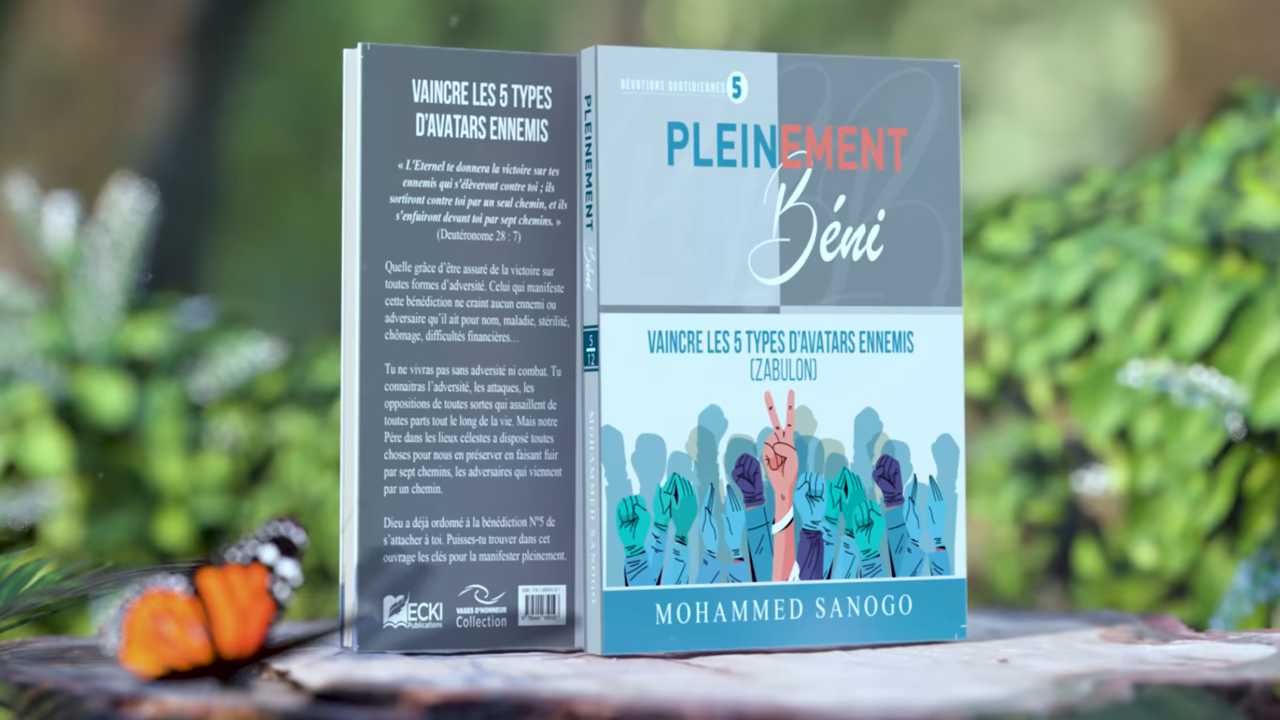 VAINCRE LES 5 TYPES
D'AVATARS ENNEMIS
« L'Eternel te donnera la victoire sur tes
ennemis qui s'élèveront contre toi ; ils
sortiront contre toi par un seul chemin, et ils
s'enfuiront devant toi par sept chemins. »
(Deutéronome 28 : 7)
Quelle grâce d'être assuré de la victoire sur
toutes formes d'adversité. Celui qui manifeste
cette bénédiction ne craint aucun ennemi ou
adversaire qu'il ait pour nom, maladie, stérilité,
chômage, difficultés financières…
Tu ne vivras pas sans adversité ni combat. Tu
connaitras l'adversité, les attaques, les
oppositions de toutes sortes qui assaillent de
toutes parts tout le long de la vie. Mais notre
Père dans les lieux célestes a disposé toutes
choses pour nous en préserver en faisant fuir
par sept chemins, les adversaires qui viennent
par un chemin.
Dieu a déjà ordonné à la bénédiction N°5 de
s'attacher à toi. Puisses-tu trouver dans cet
ouvrage les clés pour la manifester pleinement.
ECKI
Publications
VASES D'HONNEUR
Collection
PLEINEMENT Béni
5
12
MOHAMMED SANOGO
DÉVOTIONS QUOTIDIENNES 5
PLEINEMENT
Béni
VAINCRE LES 5 TYPES D'AVATARS ENNEMIS
(ZABULON)
MOHAMMED SANOGO